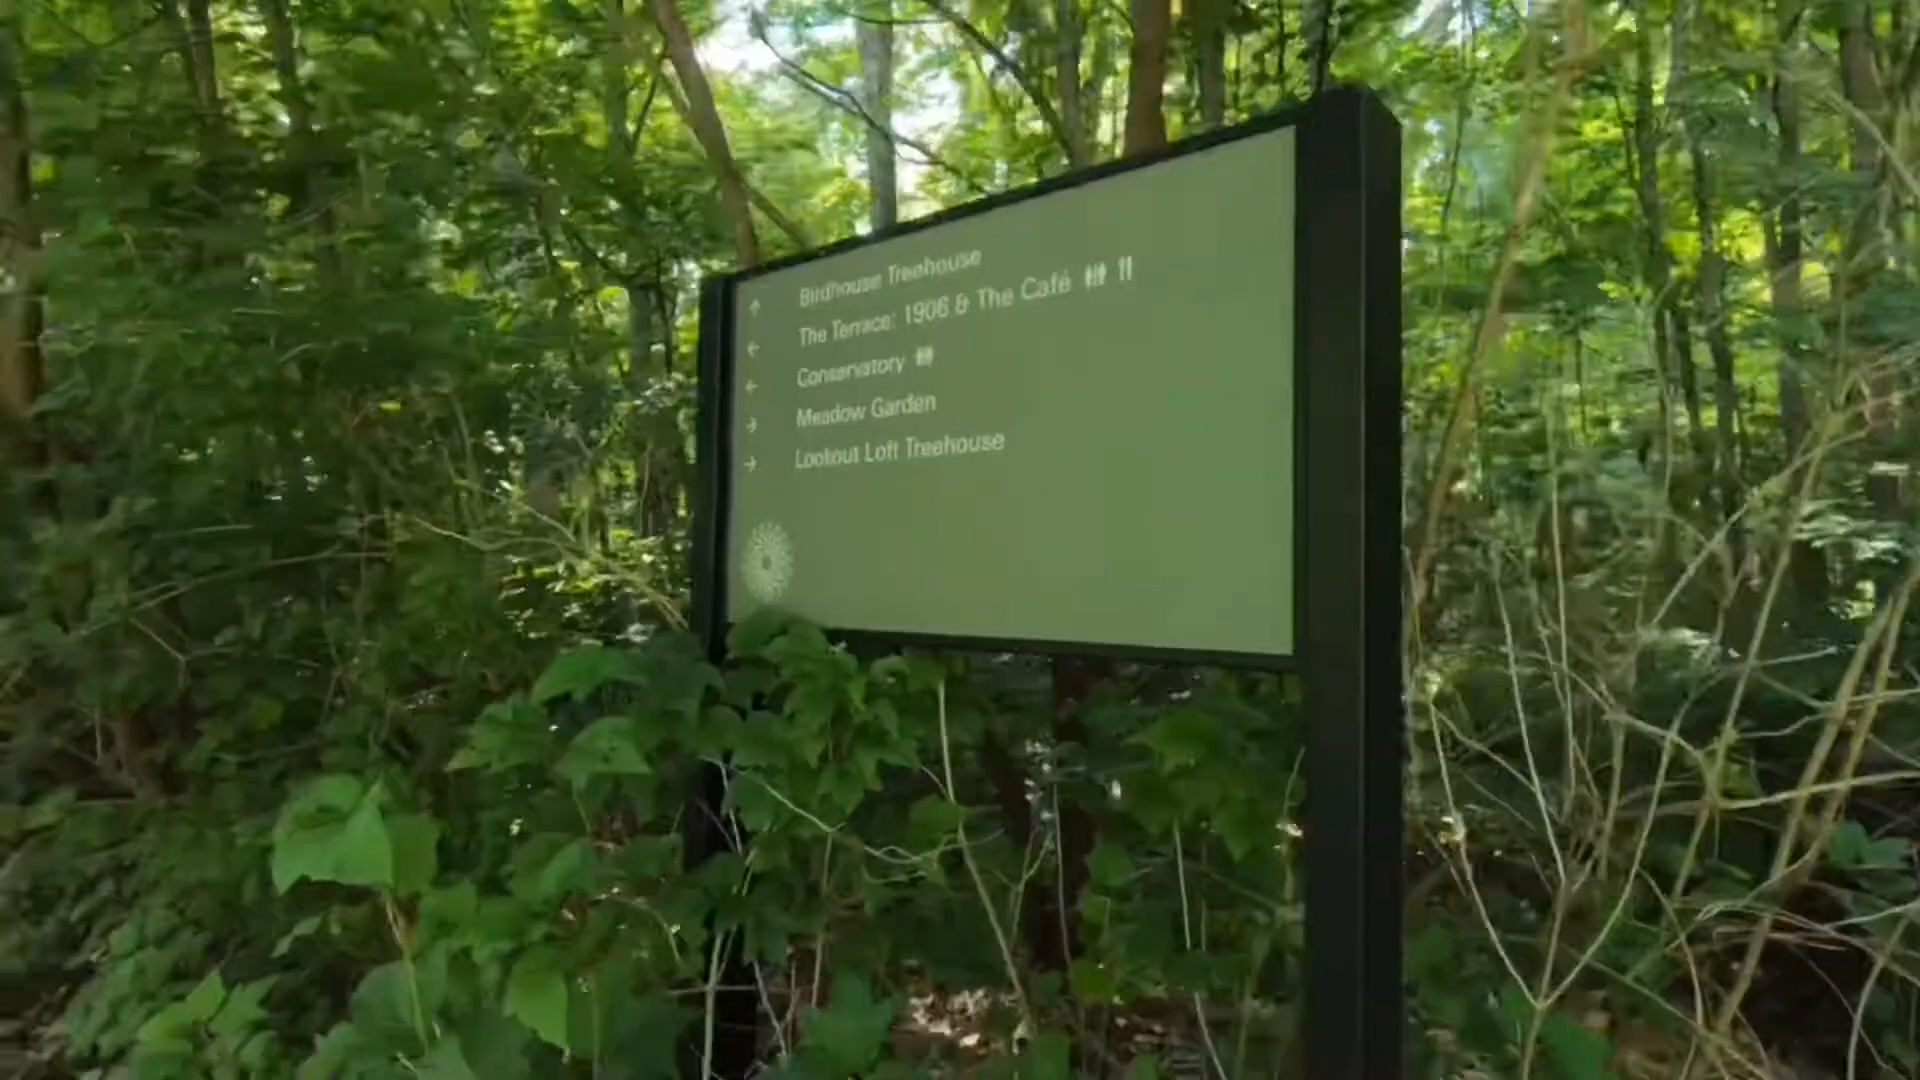 ↑ Birdhouse Treehouse
← The Terrace: 1906 & The Café
← Conservatory
→ Meadow Garden
→ Lookout Loft Treehouse